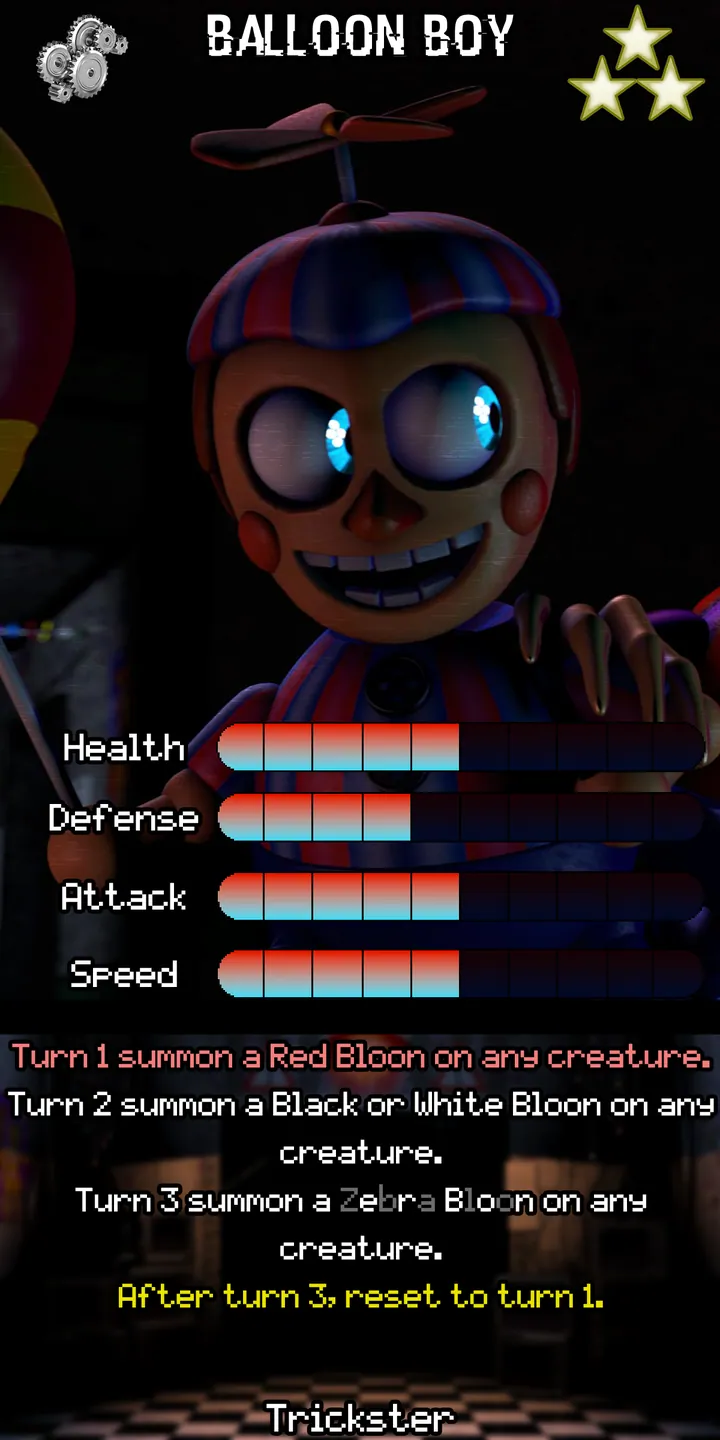 BALLOON BOY
Health
Defense
Attack
Speed
Turn 1 summon a Red Bloon on any creature.
Turn 2 summon a Black or White Bloon on any
creature.
Turn 3 summon a Zebra Bloon on any
creature.
After turn 3, reset to turn 1.
Trickster